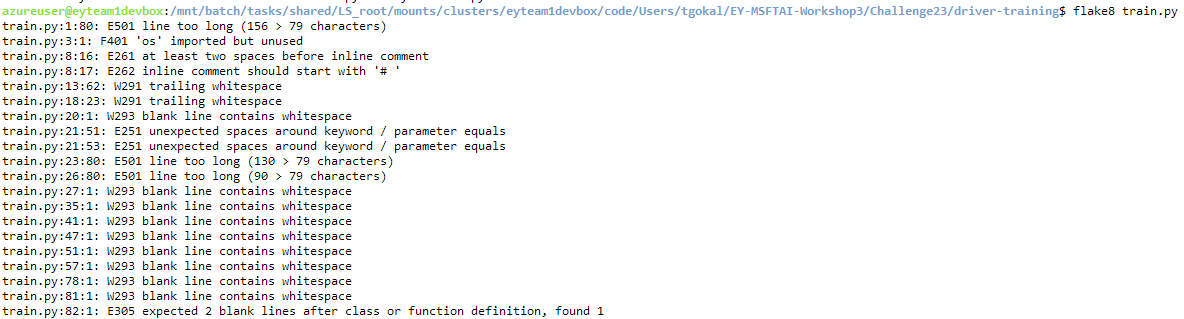 azureuser@eyteam1devbox:/mnt/batch/tasks/shared/LS_root/mounts/clusters/eyteam1devbox/code/Users/tgokal/EY-MSFTAI-Workshop3/Challenge23/driver-training$ flake8 train.py
train.py:1:80: E501 line too long (156 > 79 characters)
train.py:3:1: F401 'os' imported but unused
train.py:8:16: E261 at least two spaces before inline comment
train.py:8:17: E262 inline comment should start with '# '
train.py:13:62: W291 trailing whitespace
train.py:18:23: W291 trailing whitespace
train.py:20:1: W293 blank line contains whitespace
train.py:21:51: E251 unexpected spaces around keyword / parameter equals
train.py:21:53: E251 unexpected spaces around keyword / parameter equals
train.py:23:80: E501 line too long (130 > 79 characters)
train.py:26:80: E501 line too long (90 > 79 characters)
train.py:27:1: W293 blank line contains whitespace
train.py:35:1: W293 blank line contains whitespace
train.py:41:1: W293 blank line contains whitespace
train.py:47:1: W293 blank line contains whitespace
train.py:51:1: W293 blank line contains whitespace
train.py:57:1: W293 blank line contains whitespace
train.py:78:1: W293 blank line contains whitespace
train.py:81:1: W293 blank line contains whitespace
train.py:82:1: E305 expected 2 blank lines after class or function definition, found 1